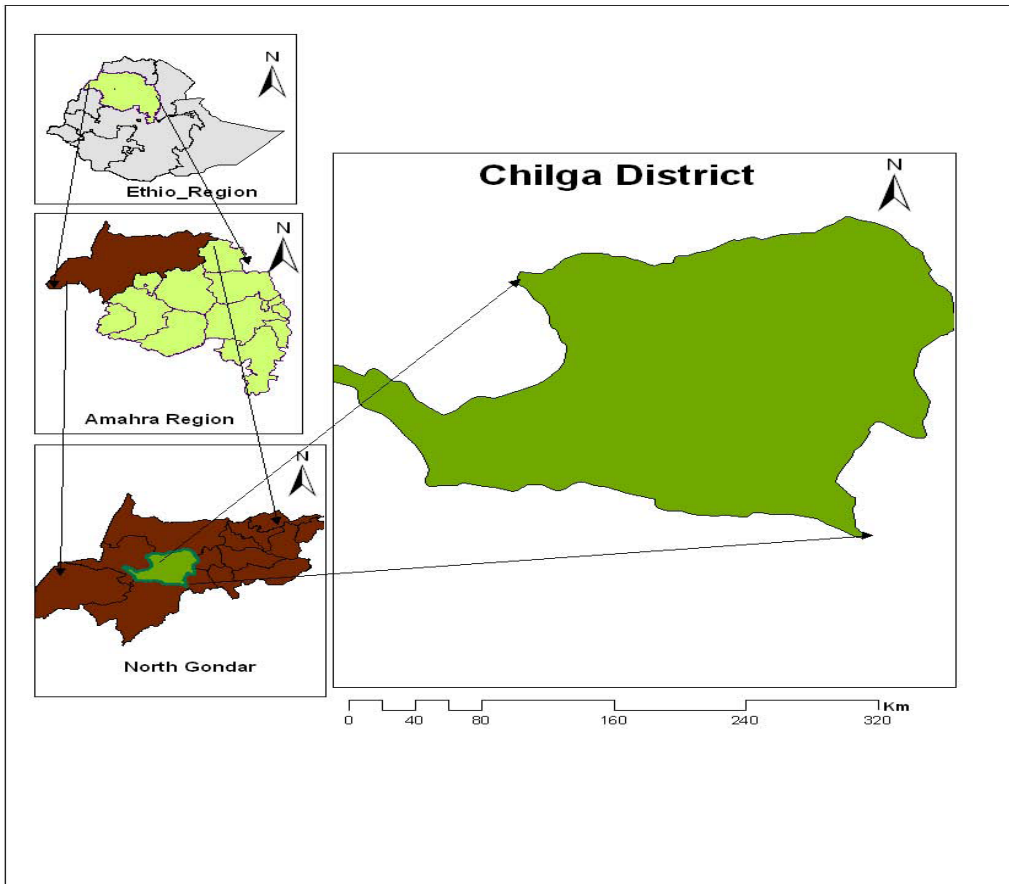 N
Ethio_Region
N
Amahra Region
N
North Gondar
Chilga District
N
Km
0 40 80 160 240 320